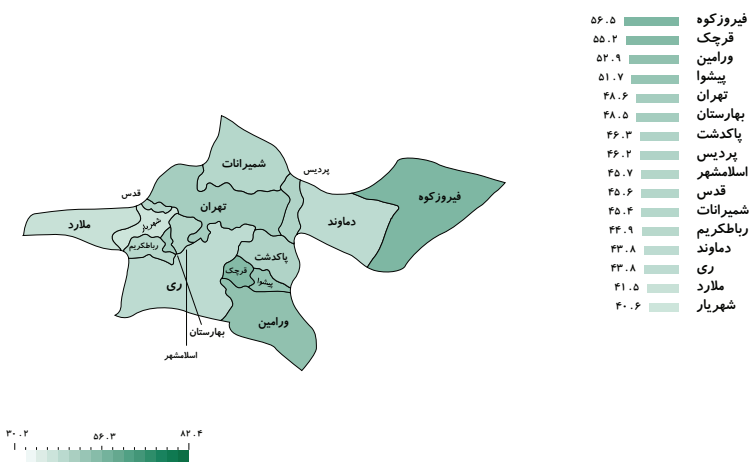 فیروزکوه ۵۶.۵
قرچک ۵۵.۲
ورامین ۵۲.۹
پیشوا ۵۱.۷
تهران ۴۸.۶
بهارستان ۴۸.۵
پاکدشت ۴۶.۳
پردیس ۴۶.۲
اسلامشهر ۴۵.۷
قدس ۴۵.۶
شمیرانات ۴۵.۴
رباطکریم ۴۴.۹
دماوند ۴۳.۸
ری ۴۳.۸
ملارد ۴۱.۵
شهریار ۴۰.۶
شمیرانات
پردیس
فیروزکوه
قدس
تهران
دماوند
شهریار
ملارد
رباطکریم
پاکدشت
قرچک
پیشوا
ری
ورامین
بهارستان
اسلامشهر
۳۰.۲ ۵۶.۳ ۸۲.۴